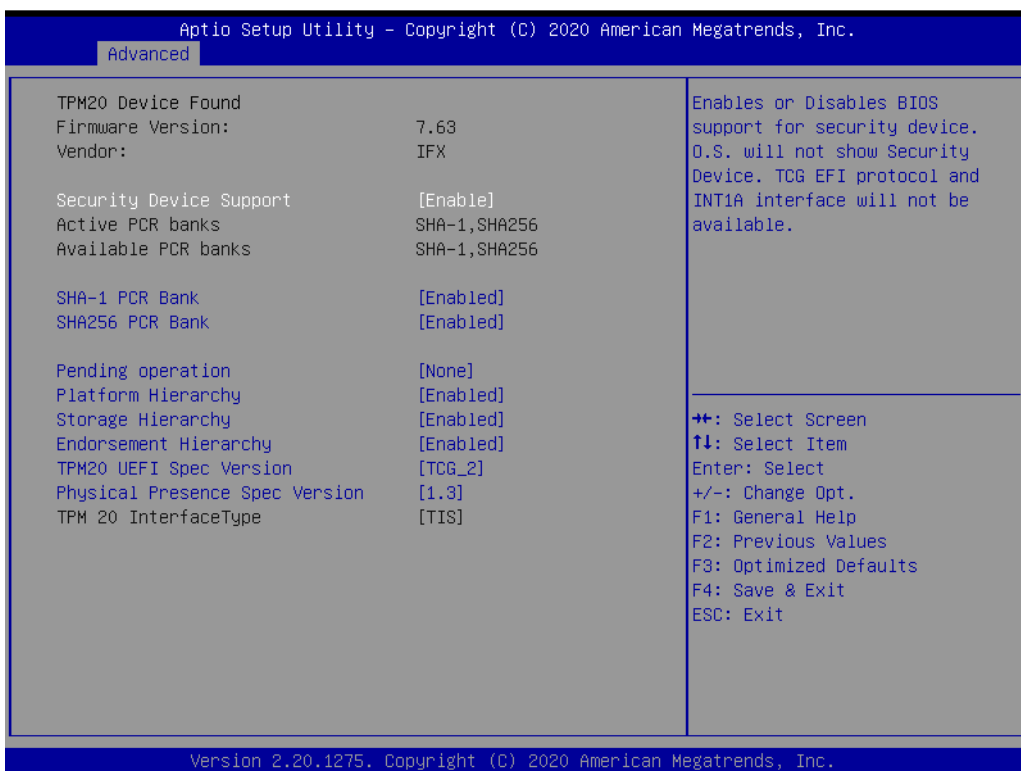 Aptio Setup Utility – Copyright (C) 2020 American Megatrends, Inc.
Advanced
TPM20 Device Found
Firmware Version: 7.63
Vendor: IFX
Security Device Support [Enable]
Active PCR banks SHA-1,SHA256
Available PCR banks SHA-1,SHA256
SHA-1 PCR Bank [Enabled]
SHA256 PCR Bank [Enabled]
Pending operation [None]
Platform Hierarchy [Enabled]
Storage Hierarchy [Enabled]
Endorsement Hierarchy [Enabled]
TPM20 UEFI Spec Version [TCG_2]
Physical Presence Spec Version [1.3]
TPM 20 InterfaceType [TIS]
Enables or Disables BIOS
support for security device.
O.S. will not show Security
Device. TCG EFI protocol and
INT1A interface will not be
available.
→←: Select Screen
↑↓: Select Item
Enter: Select
+/-: Change Opt.
F1: General Help
F2: Previous Values
F3: Optimized Defaults
F4: Save & Exit
ESC: Exit
Version 2.20.1275. Copyright (C) 2020 American Megatrends, Inc.